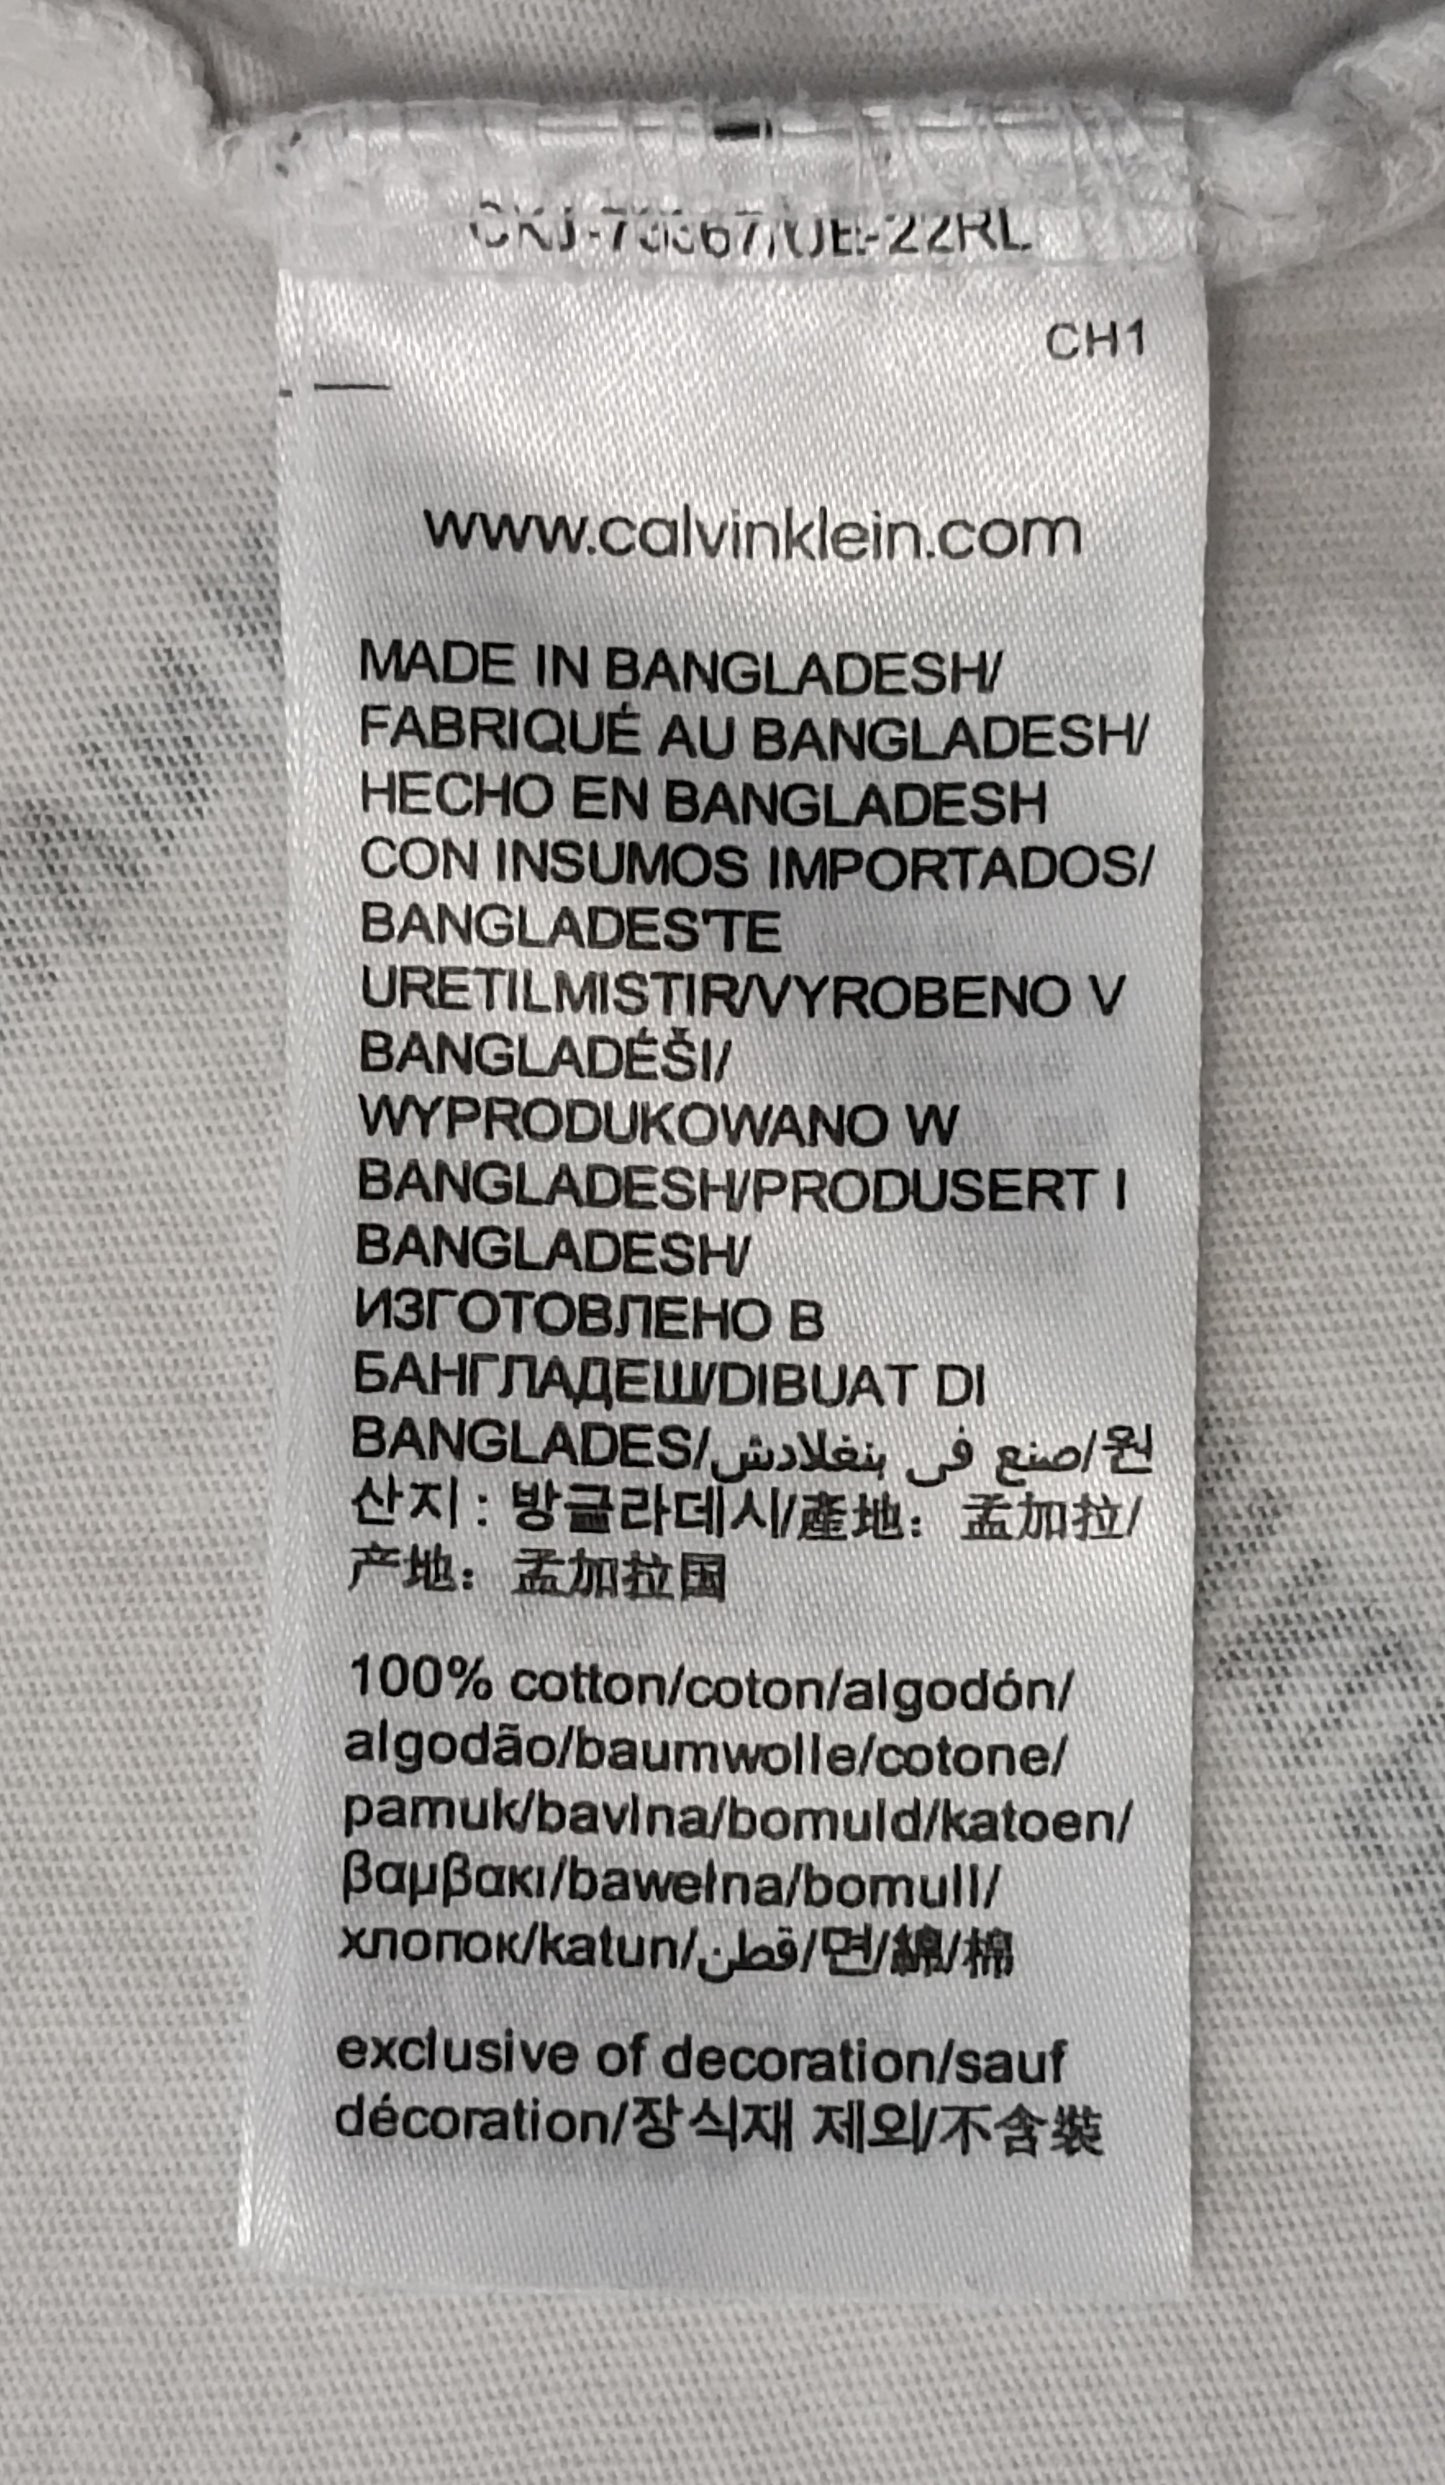 CH1
www.calvinklein.com
MADE IN BANGLADESH/
FABRIQUÉ AU BANGLADESH/
HECHO EN BANGLADESH
CON INSUMOS IMPORTADOS/
BANGLADES'TE
URETILMISTIR/VYROBENO V
BANGLADÉŠI/
WYPRODUKOWANO W
BANGLADESH/PRODUSERT I
BANGLADESH/
ИЗГОТОВЛЕНО В
БАНГЛАДЕШ/DIBUAT DI
BANGLADES/صنع في بنغلادش/원
산지 : 방글라데시/產地：孟加拉/
产地：孟加拉国
100% cotton/coton/algodón/
algodão/baumwolle/cotone/
pamuk/bavlna/bomuld/katoen/
βαμβακι/bawełna/bomull/
хлопок/katun/قطن/면/綿/棉
exclusive of decoration/sauf
décoration/장식재 제외/不含裝